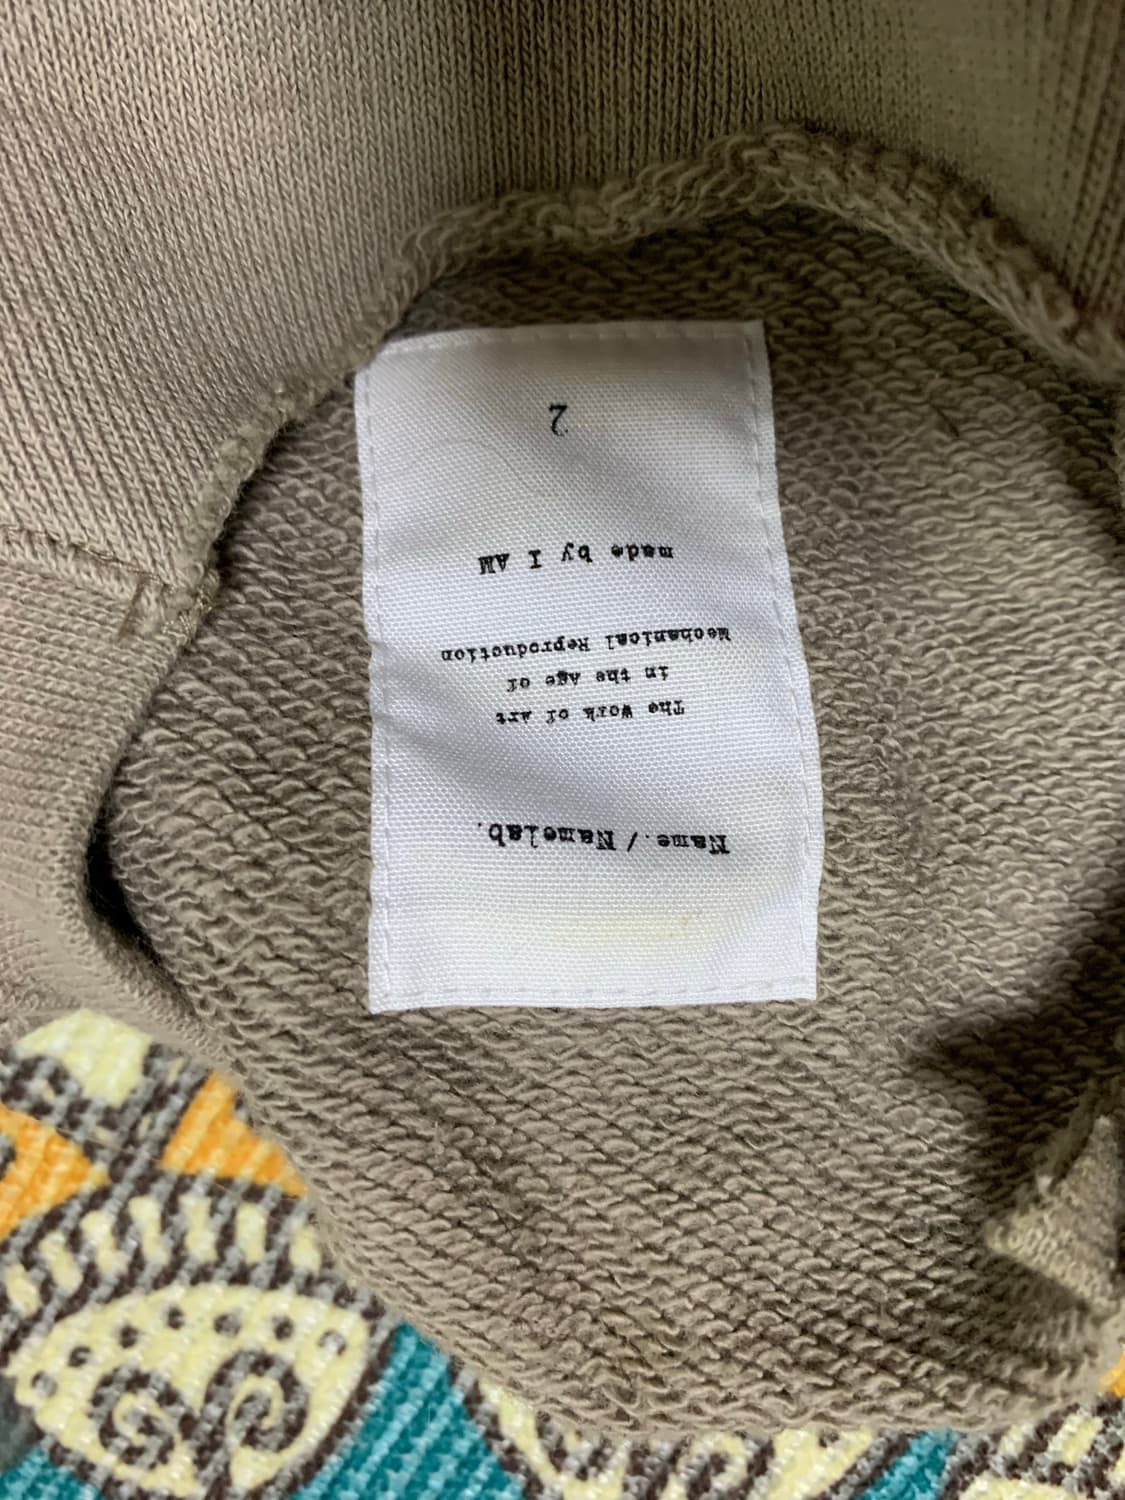 Name./Namelab.
The Work of Art
in the Age of
Mechanical Reproduction
made by I AM
2